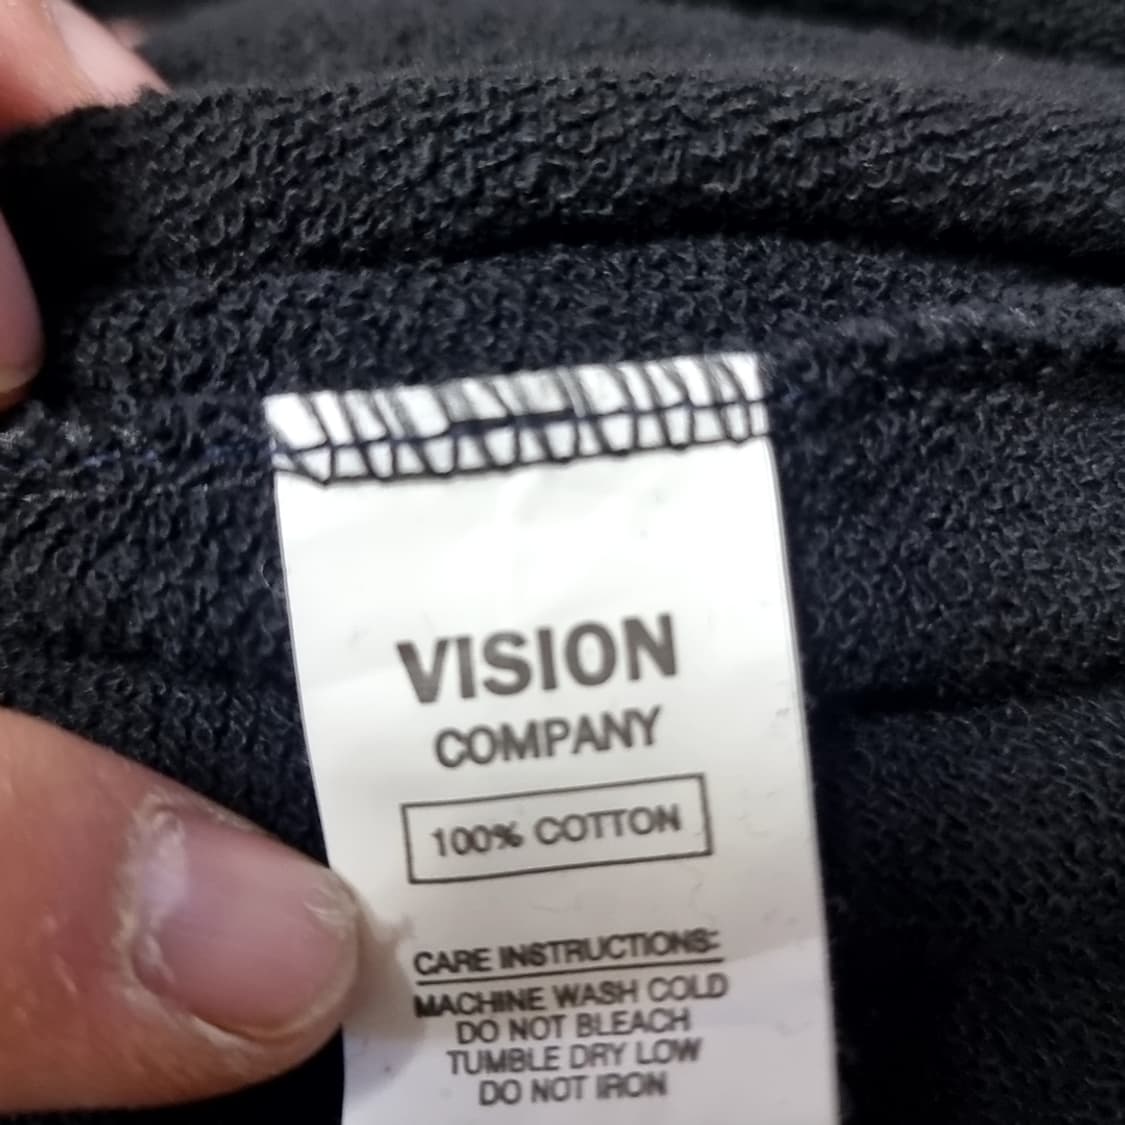 VISION
COMPANY
100% COTTON
CARE INSTRUCTIONS:
MACHINE WASH COLD
DO NOT BLEACH
TUMBLE DRY LOW
DO NOT IRON